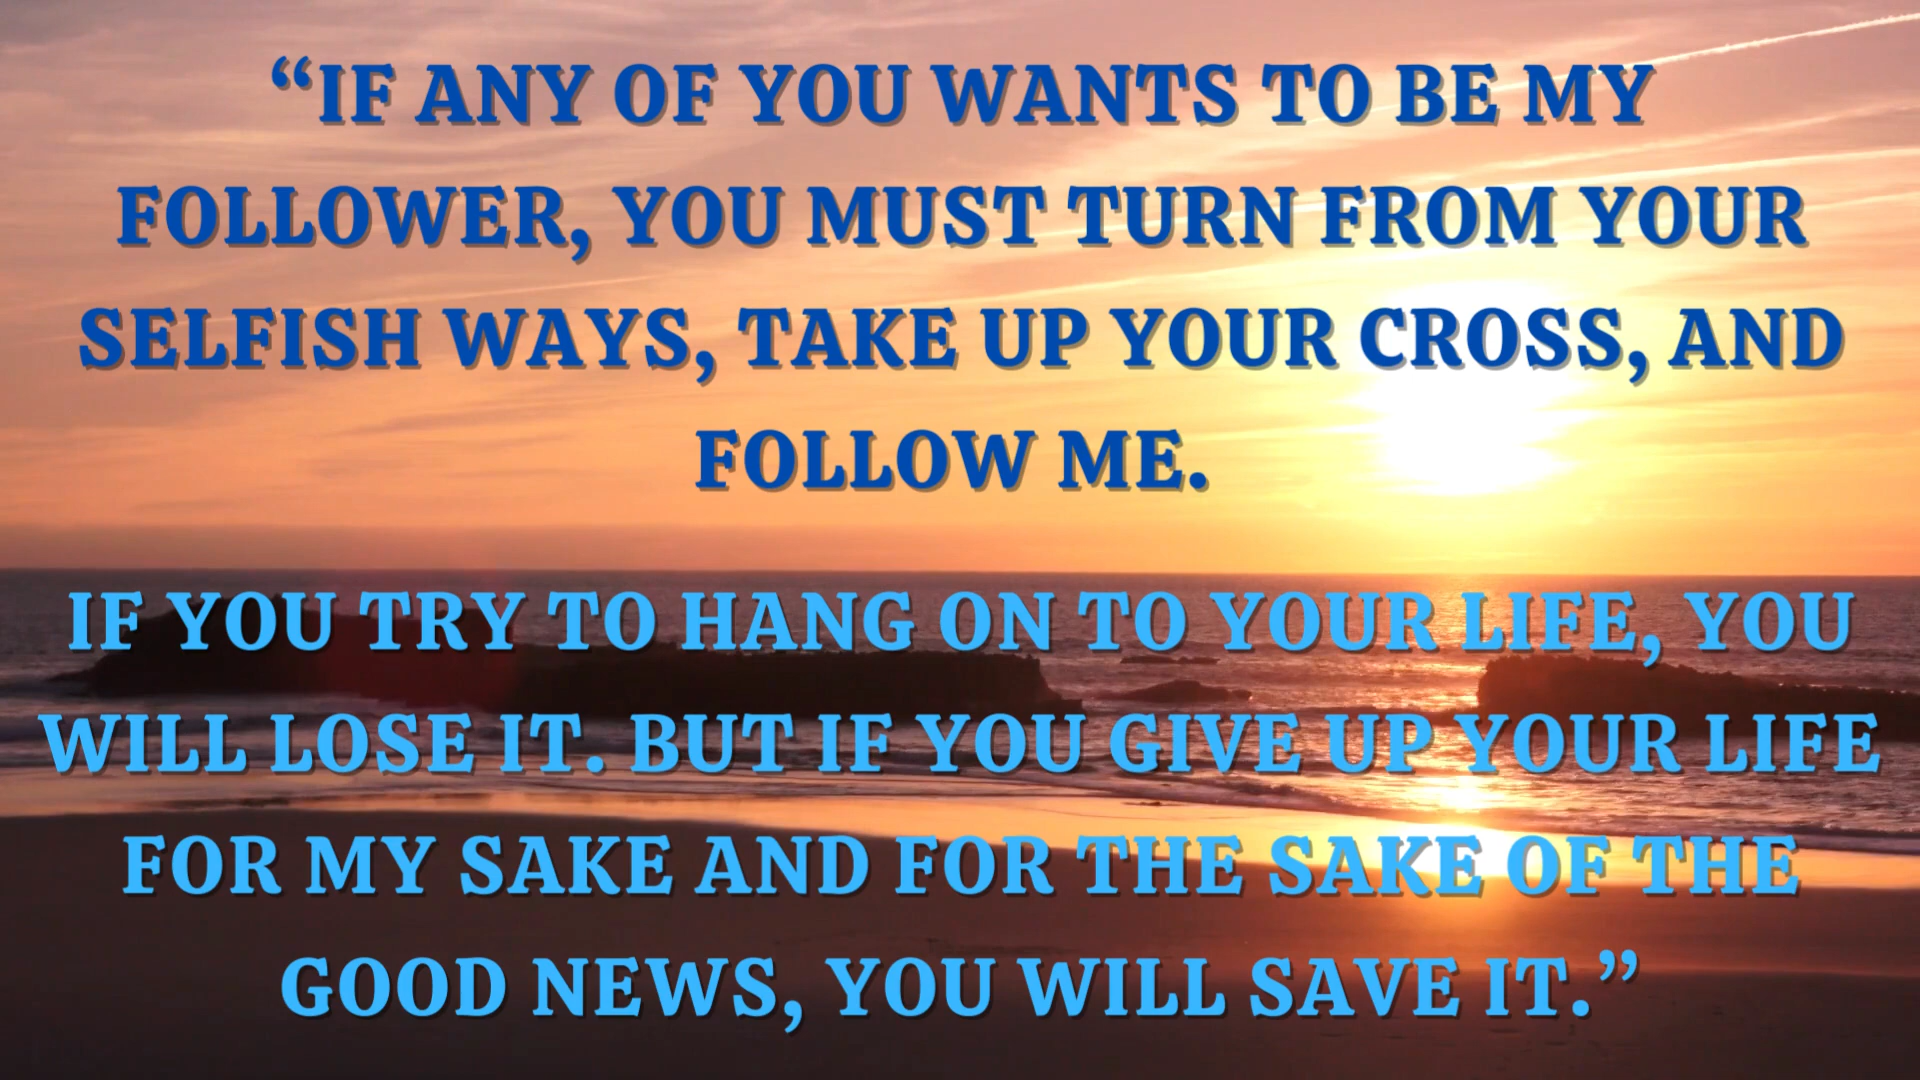 “IF ANY OF YOU WANTS TO BE MY
FOLLOWER, YOU MUST TURN FROM YOUR
SELFISH WAYS, TAKE UP YOUR CROSS, AND
FOLLOW ME.
IF YOU TRY TO HANG ON TO YOUR LIFE, YOU
WILL LOSE IT. BUT IF YOU GIVE UP YOUR LIFE
FOR MY SAKE AND FOR THE SAKE OF THE
GOOD NEWS, YOU WILL SAVE IT.”